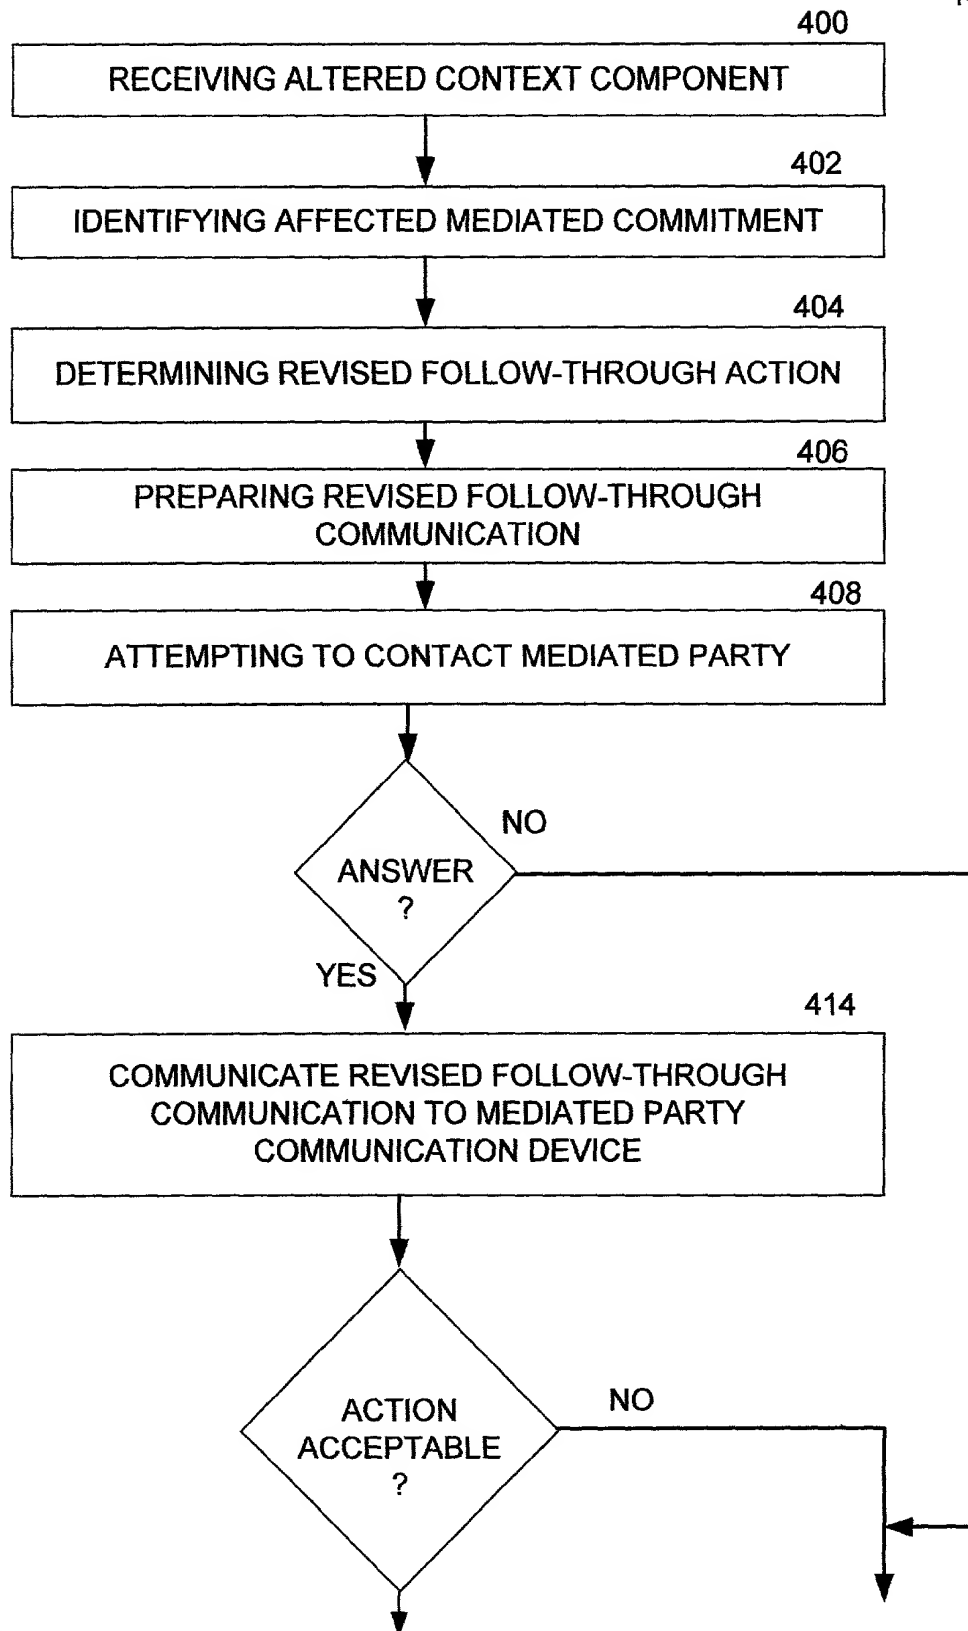 400
RECEIVING ALTERED CONTEXT COMPONENT
402
IDENTIFYING AFFECTED MEDIATED COMMITMENT
404
DETERMINING REVISED FOLLOW-THROUGH ACTION
406
PREPARING REVISED FOLLOW-THROUGH
COMMUNICATION
408
ATTEMPTING TO CONTACT MEDIATED PARTY
NO
ANSWER
?
YES
414
COMMUNICATE REVISED FOLLOW-THROUGH
COMMUNICATION TO MEDIATED PARTY
COMMUNICATION DEVICE
NO
ACTION
ACCEPTABLE
?